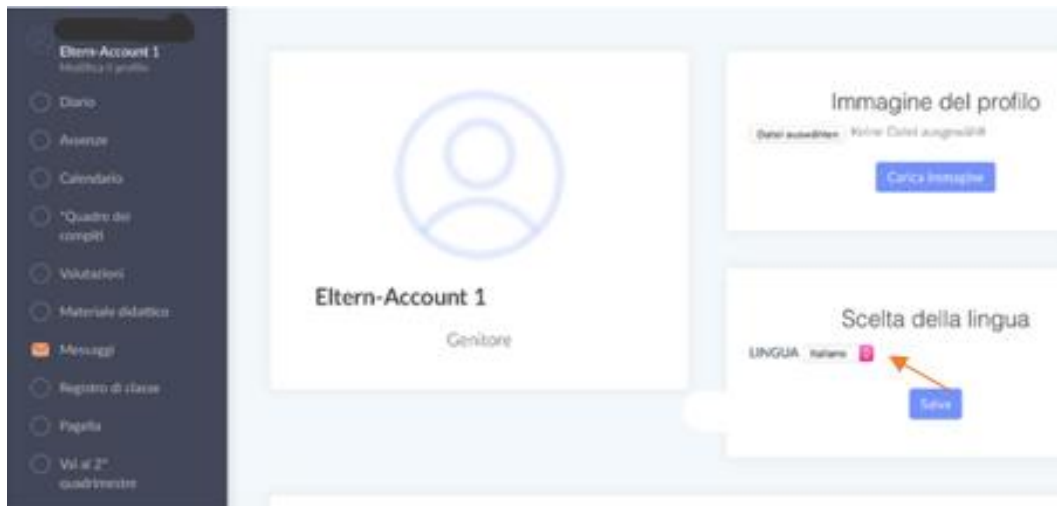 Eltern-Account 1
Modifica il profilo
Diario
Assenze
Calendario
*Quadro dei
compiti
Valutazioni
Materiale didattico
Messaggi
Registro di classe
Pagella
Vai al 2°
quadrimestre
Eltern-Account 1
Genitore
Immagine del profilo
Datei auswählen Keine Datei ausgewählt
Carica immagine
Scelta della lingua
LINGUA Italiano
Salva